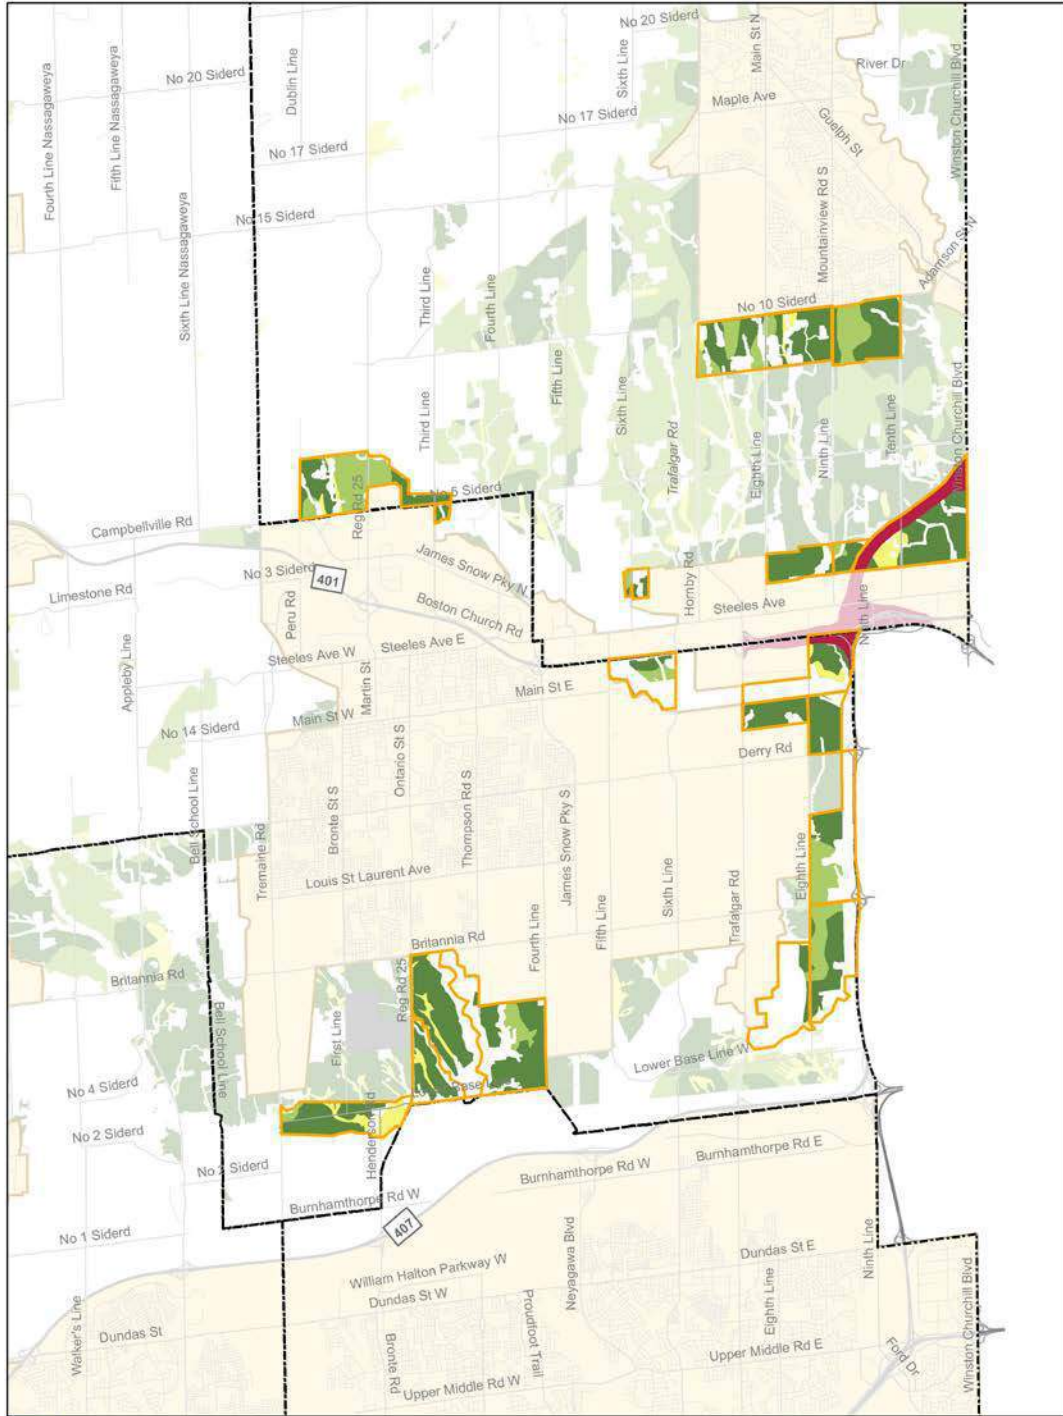 No 20 Siderd
Main St N
Sixth Line
River Dr
Winston Churchill Blvd
Fourth Line Nassagaweya
Fifth Line Nassagaweya
No 20 Siderd
Dublin Line
Maple Ave
Guelph St
No 17 Siderd
No 17 Siderd
Sixth Line Nassagaweya
No 15 Siderd
Mountainview Rd S
Adamson St N
Third Line
Fourth Line
No 10 Siderd
Fifth Line
Sixth Line
Third Line
Trafalgar Rd
Eighth Line
Ninth Line
Tenth Line
Winston Churchill Blvd
No 5 Siderd
Reg Rd 25
Campbellville Rd
James Snow Pky N
No 3 Siderd
401
Hornby Rd
Limestone Rd
Peru Rd
Boston Church Rd
Steeles Ave
Ninth Line
Appleby Line
Steeles Ave W
Steeles Ave E
Martin St
Main St E
Main St W
No 14 Siderd
Ontario St S
Derry Rd
Bell School Line
Bronte St S
Thompson Rd S
James Snow Pky S
Tremaine Rd
Louis St Laurent Ave
Eighth Line
Sixth Line
Trafalgar Rd
Fifth Line
Fourth Line
Britannia Rd
Britannia Rd
Reg Rd 25
First Line
Bell School Line
Lower Base Line W
No 4 Siderd
Base
No 2 Siderd
Henderson Rd
No 2 Siderd
Burnhamthorpe Rd E
Burnhamthorpe Rd W
Burnhamthorpe Rd W
407
No 1 Siderd
Neyagawa Blvd
Dundas St E
Ninth Line
William Halton Parkway W
Dundas St W
Eighth Line
Winston Churchill Blvd
Walker's Line
Dundas St
Proudfoot Trail
Bronte Rd
Upper Middle Rd E
Ford Dr
Upper Middle Rd W